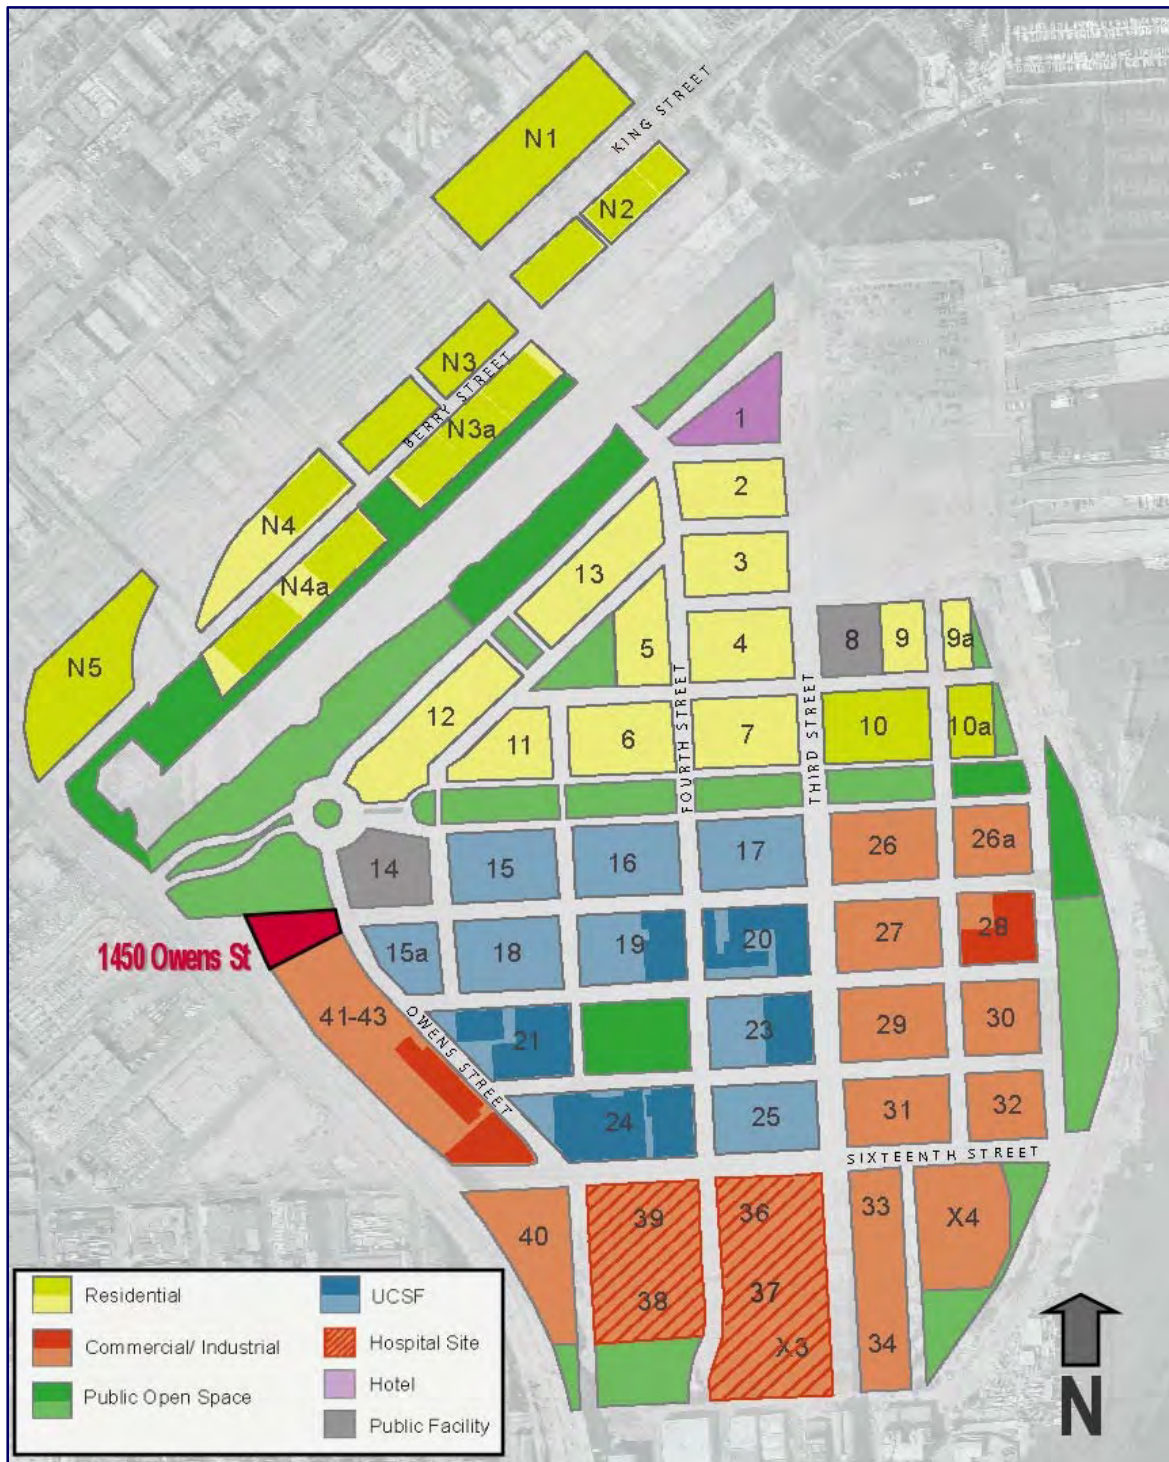 N1
KING STREET
N2
N3
BERRY STREET
N3a
1
N4
2
N4a
13
3
N5
5
4
8
9
9a
12
11
6
FOURTH STREET
7
THIRD STREET
10
10a
14
15
16
17
26
26a
1450 Owens St
15a
18
19
20
27
28
41-43
OWENS STREET
21
23
29
30
24
25
31
32
SIXTEENTH STREET
40
39
36
33
X4
38
37
X3
34
Residential
Commercial/ Industrial
Public Open Space
UCSF
Hospital Site
Hotel
Public Facility
N